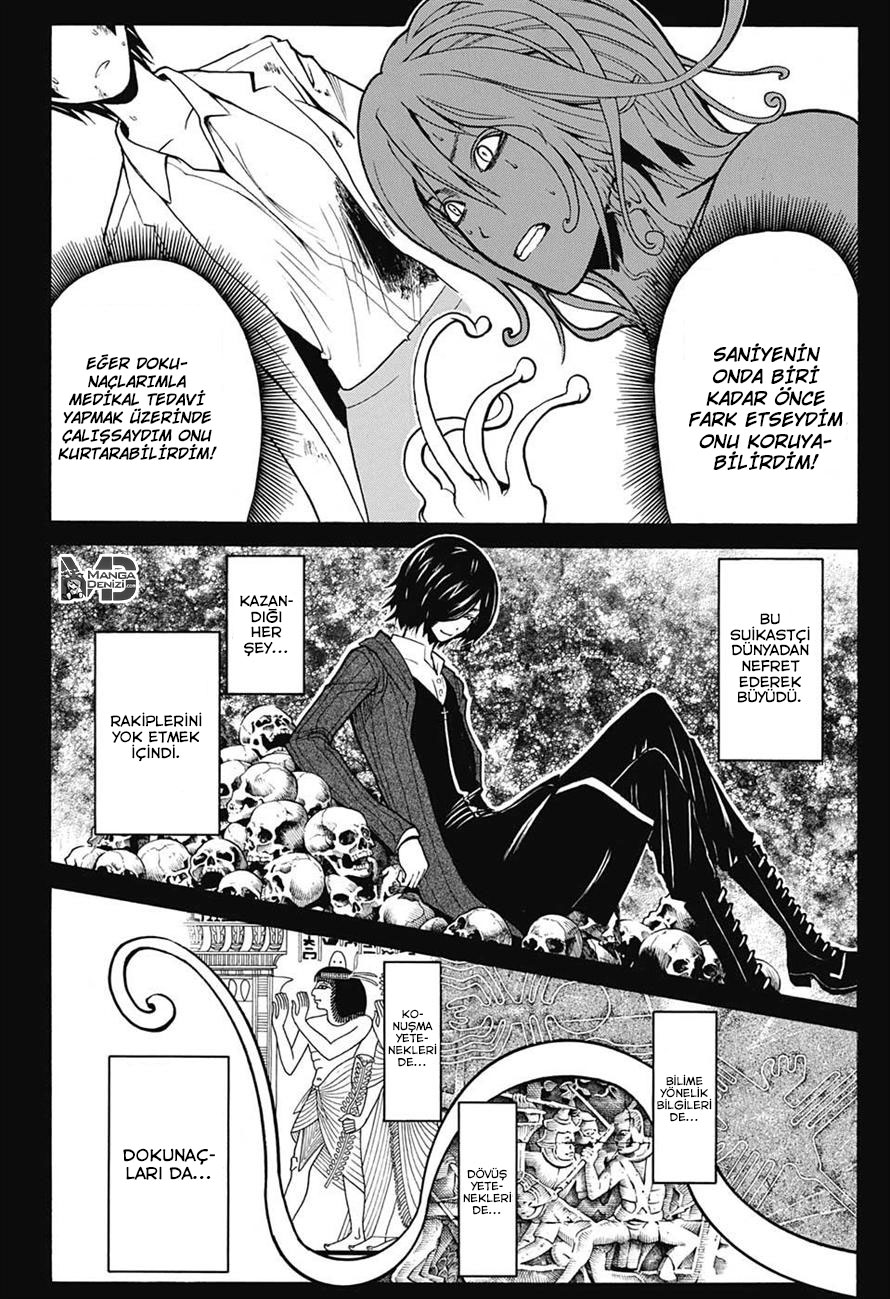 SANİYENİN
ONDA BİRİ
KADAR ÖNCE
FARK ETSEYDİM
ONU KORUYA-
BİLİRDİM!
EĞER DOKU-
NAÇLARIMLA
MEDİKAL TEDAVİ
YAPMAK ÜZERİNDE
ÇALIŞSAYDIM ONU
KURTARABİLİRDİM!
BU
SUİKASTÇİ
DÜNYADAN
NEFRET
EDEREK
BÜYÜDÜ.
KAZAN-
DIĞI
HER
ŞEY...
RAKİPLERİNİ
YOK ETMEK
İÇİNDİ.
MANGA
DENİZİ.com
BİLİME
YÖNELİK
BİLGİLERİ
DE...
DÖVÜŞ
YETE-
NEKLERİ
DE...
KO-
NUŞMA
YETE-
NEKLERİ
DE...
DOKUNAÇ-
LARI DA...